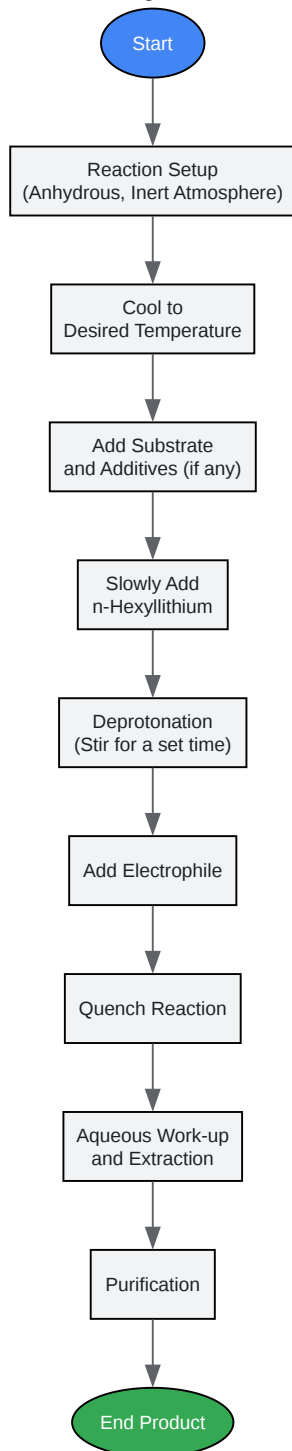 Start
Reaction Setup
(Anhydrous, Inert Atmosphere)
Cool to
Desired Temperature
Add Substrate
and Additives (if any)
Slowly Add
n-Hexyllithium
Deprotonation
(Stir for a set time)
Add Electrophile
Quench Reaction
Aqueous Work-up
and Extraction
Purification
End Product